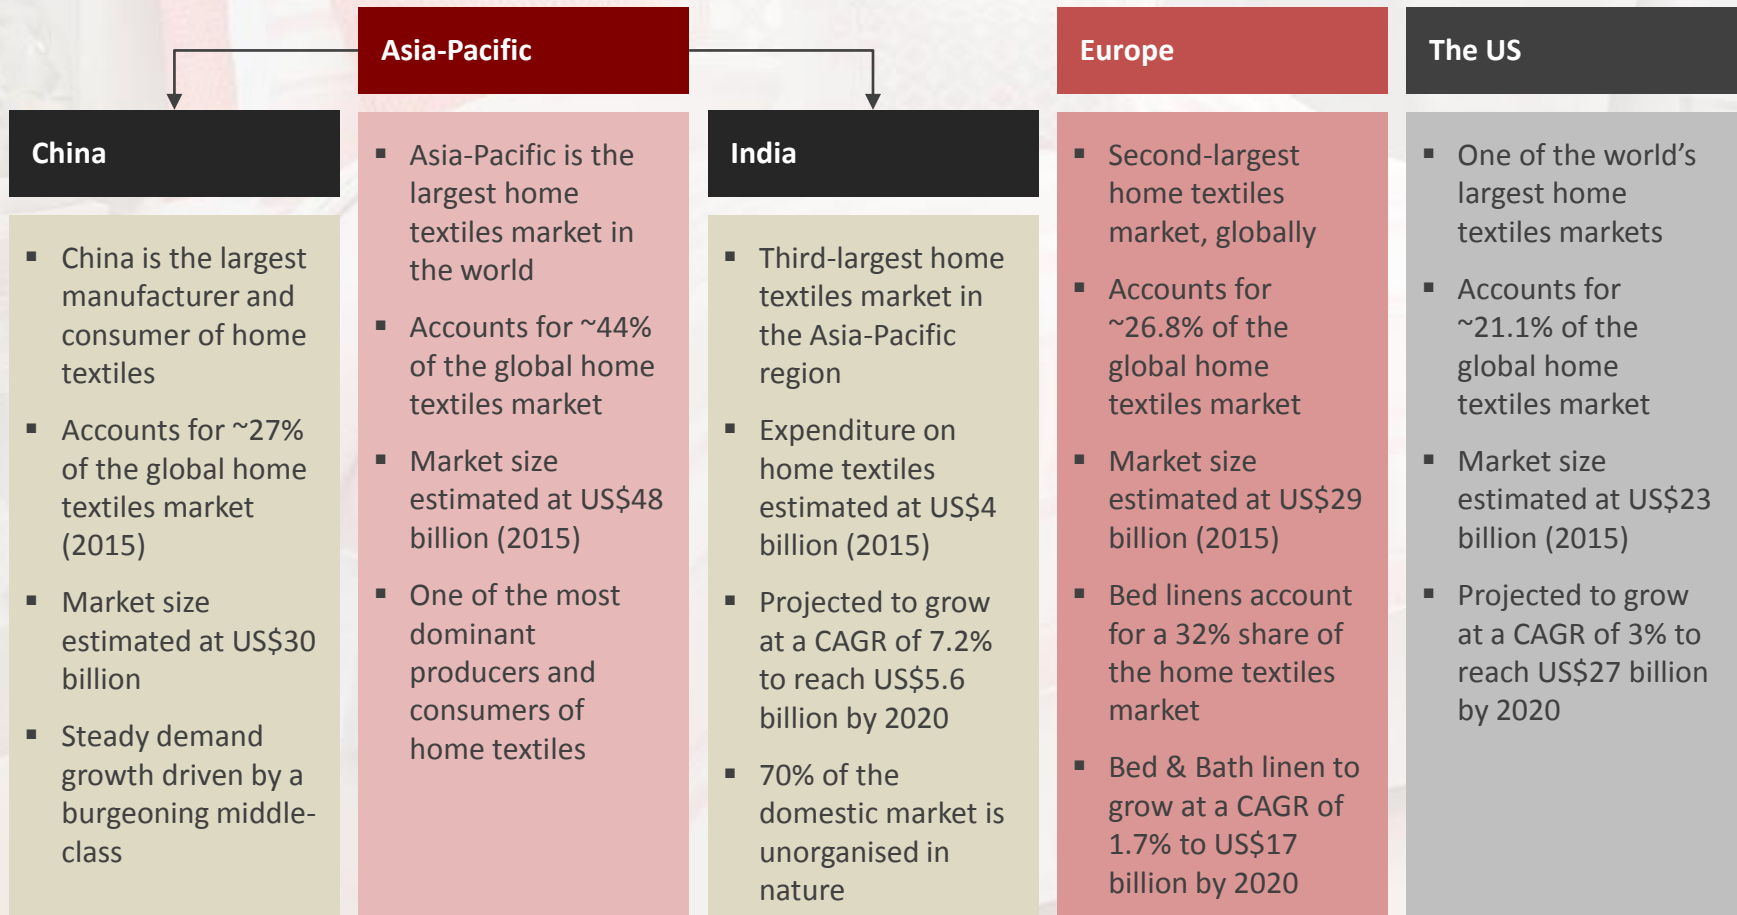 Asia-Pacific
Europe
The US
China
India
▪ China is the largest
manufacturer and
consumer of home
textiles
▪ Accounts for ~27%
of the global home
textiles market
(2015)
▪ Market size
estimated at US$30
billion
▪ Steady demand
growth driven by a
burgeoning middle-
class
▪ Asia-Pacific is the
largest home
textiles market in
the world
▪ Accounts for ~44%
of the global home
textiles market
▪ Market size
estimated at US$48
billion (2015)
▪ One of the most
dominant
producers and
consumers of
home textiles
▪ Third-largest home
textiles market in
the Asia-Pacific
region
▪ Expenditure on
home textiles
estimated at US$4
billion (2015)
▪ Projected to grow
at a CAGR of 7.2%
to reach US$5.6
billion by 2020
▪ 70% of the
domestic market is
unorganised in
nature
▪ Second-largest
home textiles
market, globally
▪ Accounts for
~26.8% of the
global home
textiles market
▪ Market size
estimated at US$29
billion (2015)
▪ Bed linens account
for a 32% share of
the home textiles
market
▪ Bed & Bath linen to
grow at a CAGR of
1.7% to US$17
billion by 2020
▪ One of the world’s
largest home
textiles markets
▪ Accounts for
~21.1% of the
global home
textiles market
▪ Market size
estimated at US$23
billion (2015)
▪ Projected to grow
at a CAGR of 3% to
reach US$27 billion
by 2020